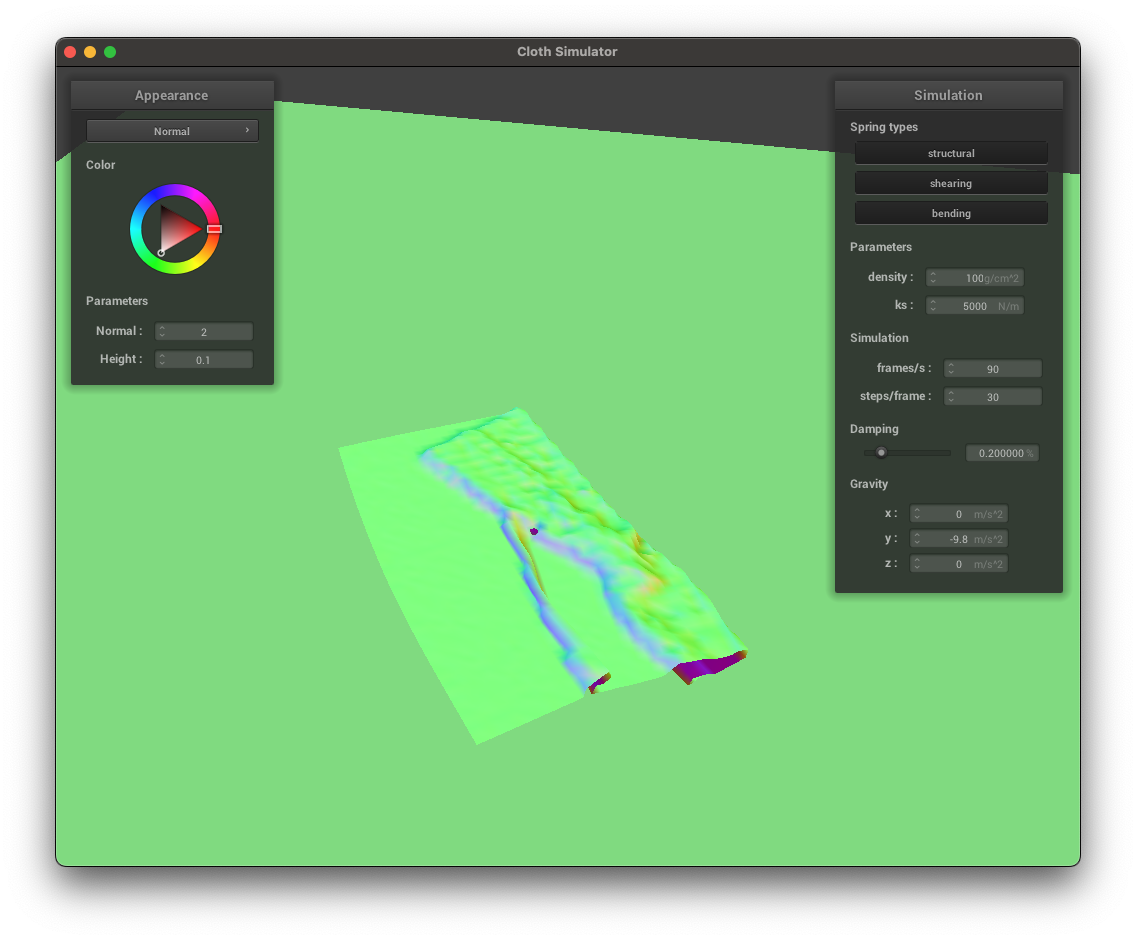 Cloth Simulator
Appearance
Normal ›
Color
Parameters
Normal : 2
Height : 0.1
Simulation
Spring types
structural
shearing
bending
Parameters
density : 100 g/cm^2
ks : 5000 N/m
Simulation
frames/s : 90
steps/frame : 30
Damping
0.200000 %
Gravity
x : 0 m/s^2
y : -9.8 m/s^2
z : 0 m/s^2